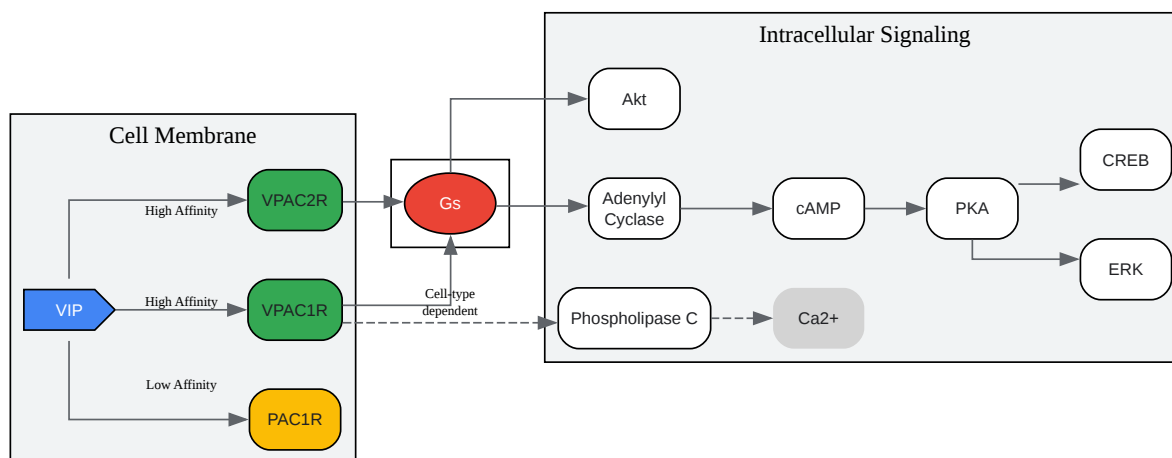 Intracellular Signaling
Akt
Cell Membrane
CREB
VPAC2R
Gs
Adenylyl
Cyclase
cAMP
PKA
High Affinity
ERK
VIP
High Affinity
VPAC1R
Cell-type
dependent
Phospholipase C
Ca2+
Low Affinity
PAC1R